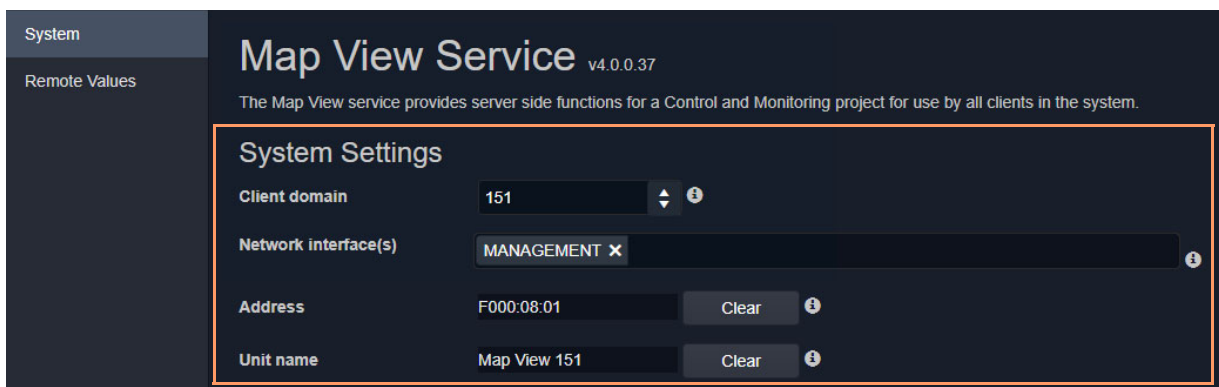 System
Remote Values
Map View Service v4.0.0.37
The Map View service provides server side functions for a Control and Monitoring project for use by all clients in the system.
System Settings
Client domain 151
Network interface(s) MANAGEMENT ×
Address F000:08:01 Clear
Unit name Map View 151 Clear